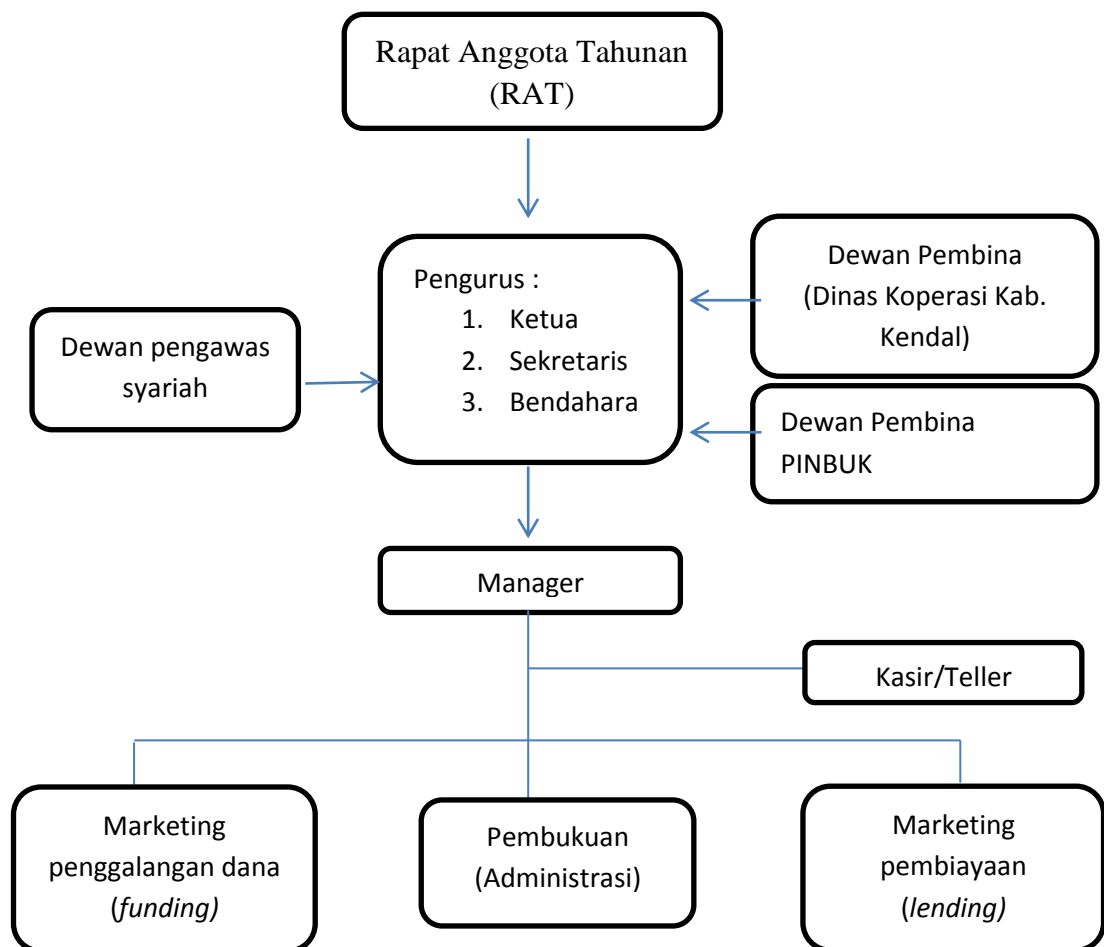 Rapat Anggota Tahunan
(RAT)
Pengurus :
1. Ketua
2. Sekretaris
3. Bendahara
Dewan Pembina
(Dinas Koperasi Kab.
Kendal)
Dewan pengawas
syariah
Dewan Pembina
PINBUK
Manager
Kasir/Teller
Marketing
penggalangan dana
(funding)
Pembukuan
(Administrasi)
Marketing
pembiayaan
(lending)